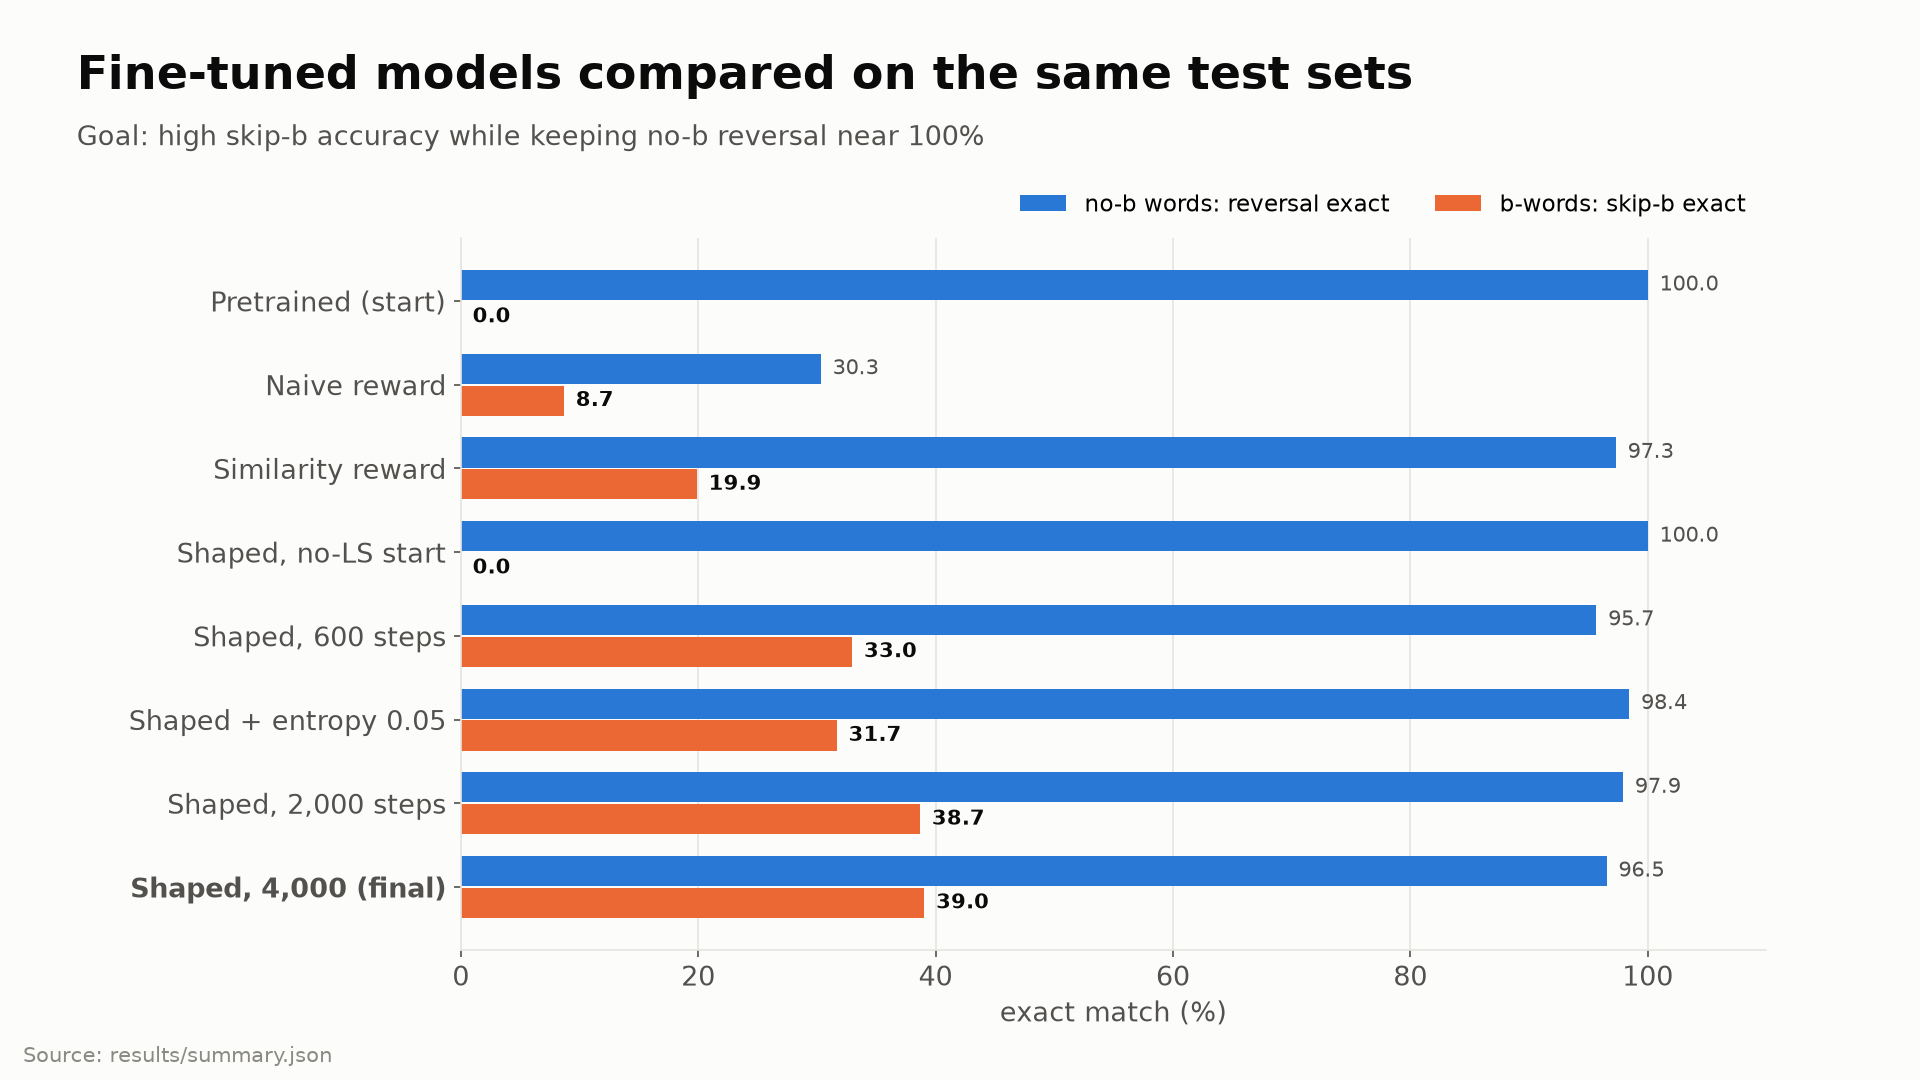 Fine-tuned models compared on the same test sets
Goal: high skip-b accuracy while keeping no-b reversal near 100%
no-b words: reversal exact
b-words: skip-b exact
Pretrained (start)
100.0
0.0
Naive reward
30.3
8.7
Similarity reward
97.3
19.9
Shaped, no-LS start
100.0
0.0
Shaped, 600 steps
95.7
33.0
Shaped + entropy 0.05
98.4
31.7
Shaped, 2,000 steps
97.9
38.7
Shaped, 4,000 (final)
96.5
39.0
0 20 40 60 80 100
exact match (%)
Source: results/summary.json